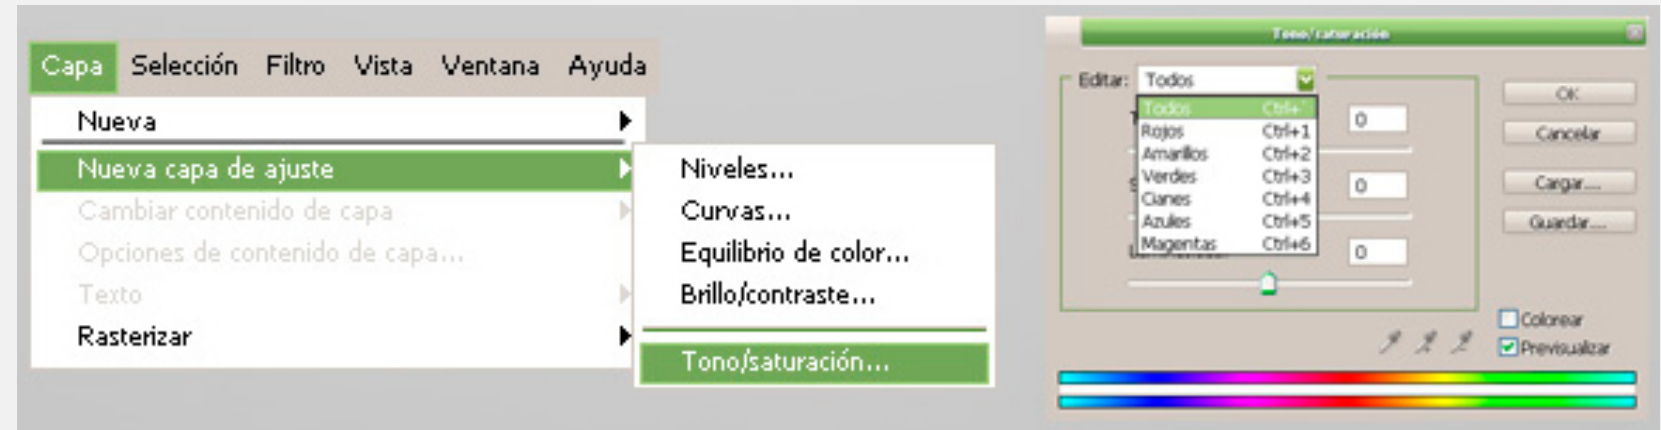 Capa Selección Filtro Vista Ventana Ayuda
Nueva
Nueva capa de ajuste
Cambiar contenido de capa
Opciones de contenido de capa...
Texto
Rasterizar
Niveles...
Curvas...
Equilibrio de color...
Brillo/contraste...
Tono/saturación...
Tono/saturación
Editar: Todos
Todos Ctrl+~
Rojos Ctrl+1
Amarillos Ctrl+2
Verdes Ctrl+3
Cianes Ctrl+4
Azules Ctrl+5
Magentas Ctrl+6
0
0
0
OK
Cancelar
Cargar...
Guardar...
Colorear
Previsualizar